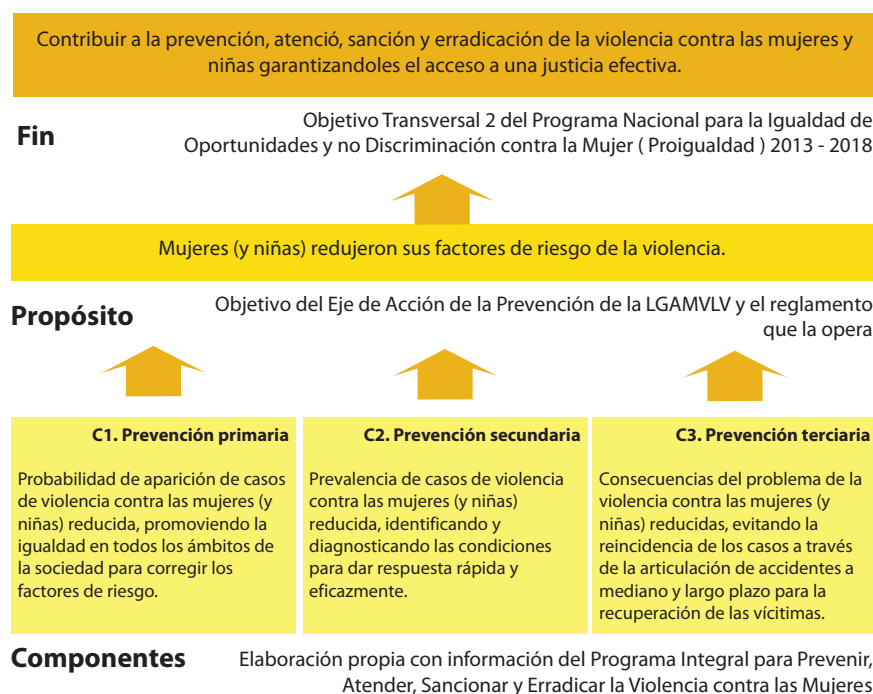 Contribuir a la prevención, atenció, sanción y erradicación de la violencia contra las mujeres y
niñas garantizandoles el acceso a una justicia efectiva.
Fin
Objetivo Transversal 2 del Programa Nacional para la Igualdad de
Oportunidades y no Discriminación contra la Mujer ( Proigualdad ) 2013 - 2018
Mujeres (y niñas) redujeron sus factores de riesgo de la violencia.
Propósito
Objetivo del Eje de Acción de la Prevención de la LGAMVLV y el reglamento
que la opera
C1. Prevención primaria
Probabilidad de aparición de casos
de violencia contra las mujeres (y
niñas) reducida, promoviendo la
igualdad en todos los ámbitos de
la sociedad para corregir los
factores de riesgo.
C2. Prevención secundaria
Prevalencia de casos de violencia
contra las mujeres (y niñas)
reducida, identificando y
diagnosticando las condiciones
para dar respuesta rápida y
eficazmente.
C3. Prevención terciaria
Consecuencias del problema de la
violencia contra las mujeres (y
niñas) reducidas, evitando la
reincidencia de los casos a través
de la articulación de accidentes a
mediano y largo plazo para la
recuperación de las vícitimas.
Componentes
Elaboración propia con información del Programa Integral para Prevenir,
Atender, Sancionar y Erradicar la Violencia contra las Mujeres